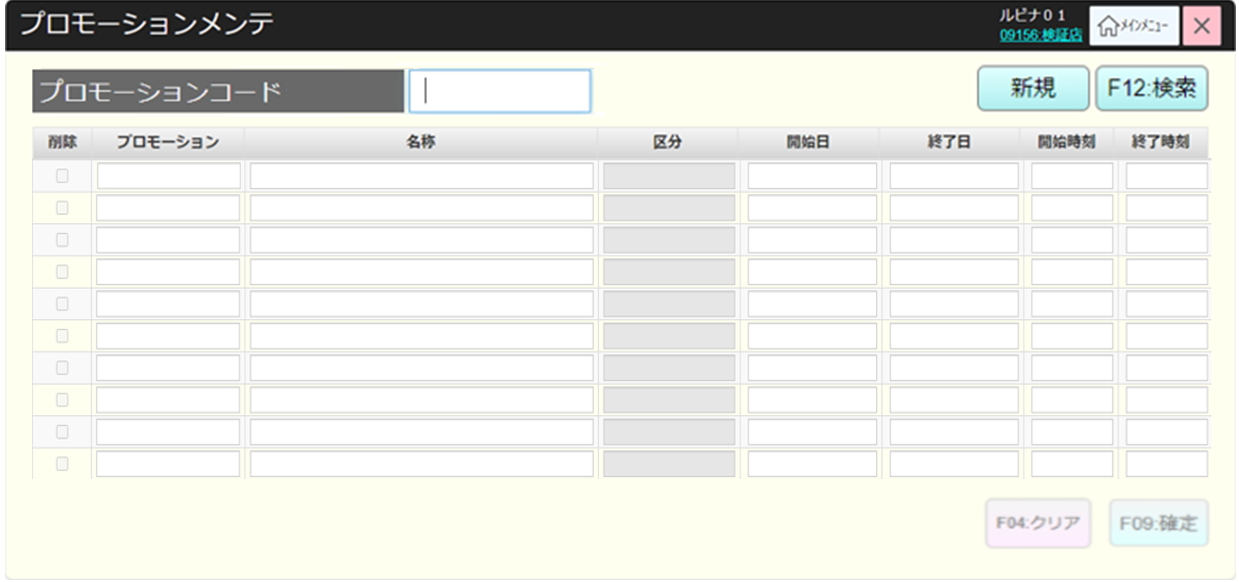 プロモーションメンテ
ルビナ01
09156:検証店
メインメニュー
プロモーションコード
新規
F12:検索
削除 プロモーション 名称 区分 開始日 終了日 開始時刻 終了時刻
F04:クリア
F09:確定